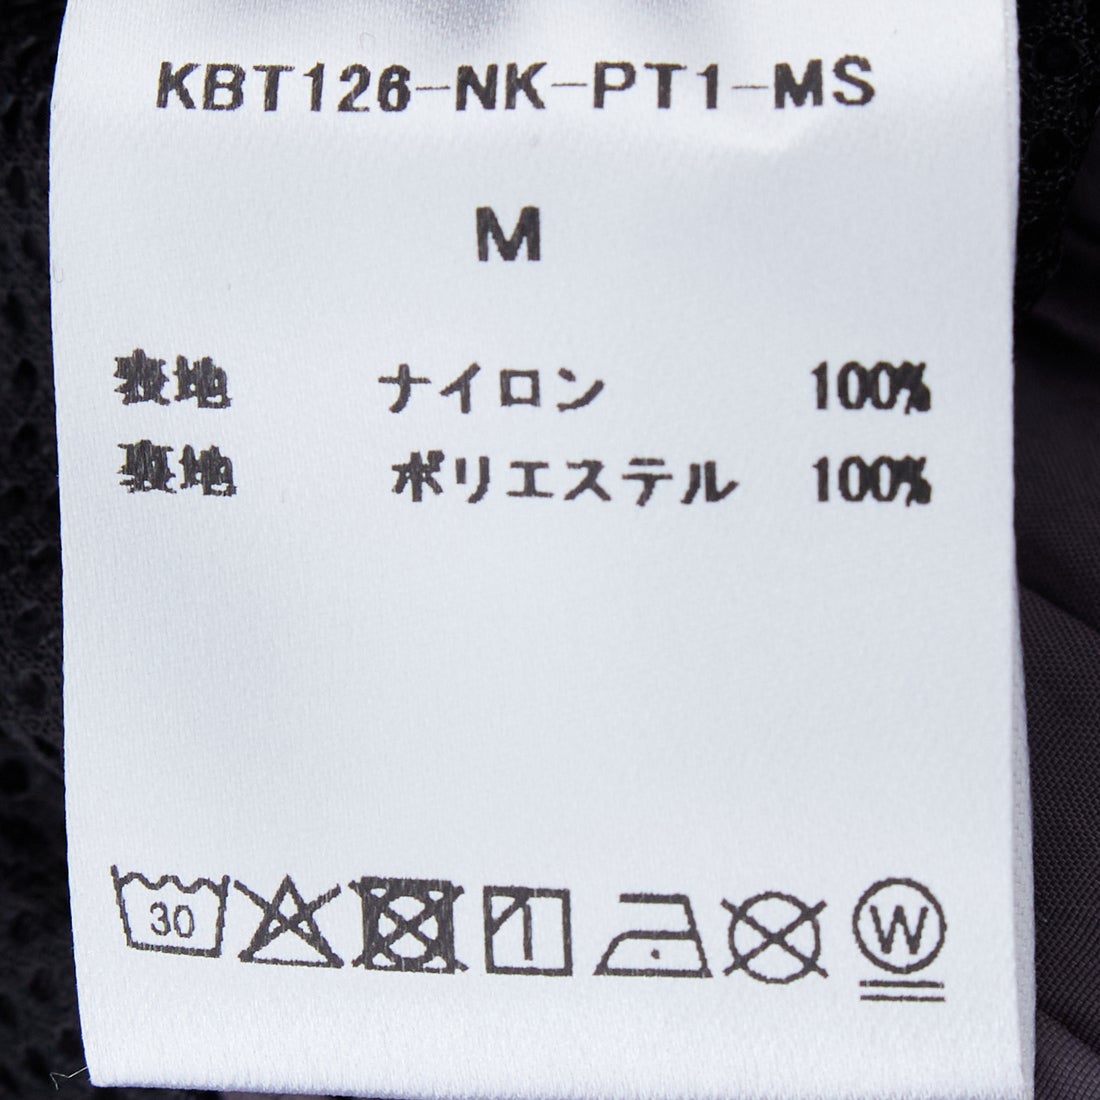 KBT126-NK-PT1-MS
M
表地 ナイロン 100%
裏地 ポリエステル 100%
30
W